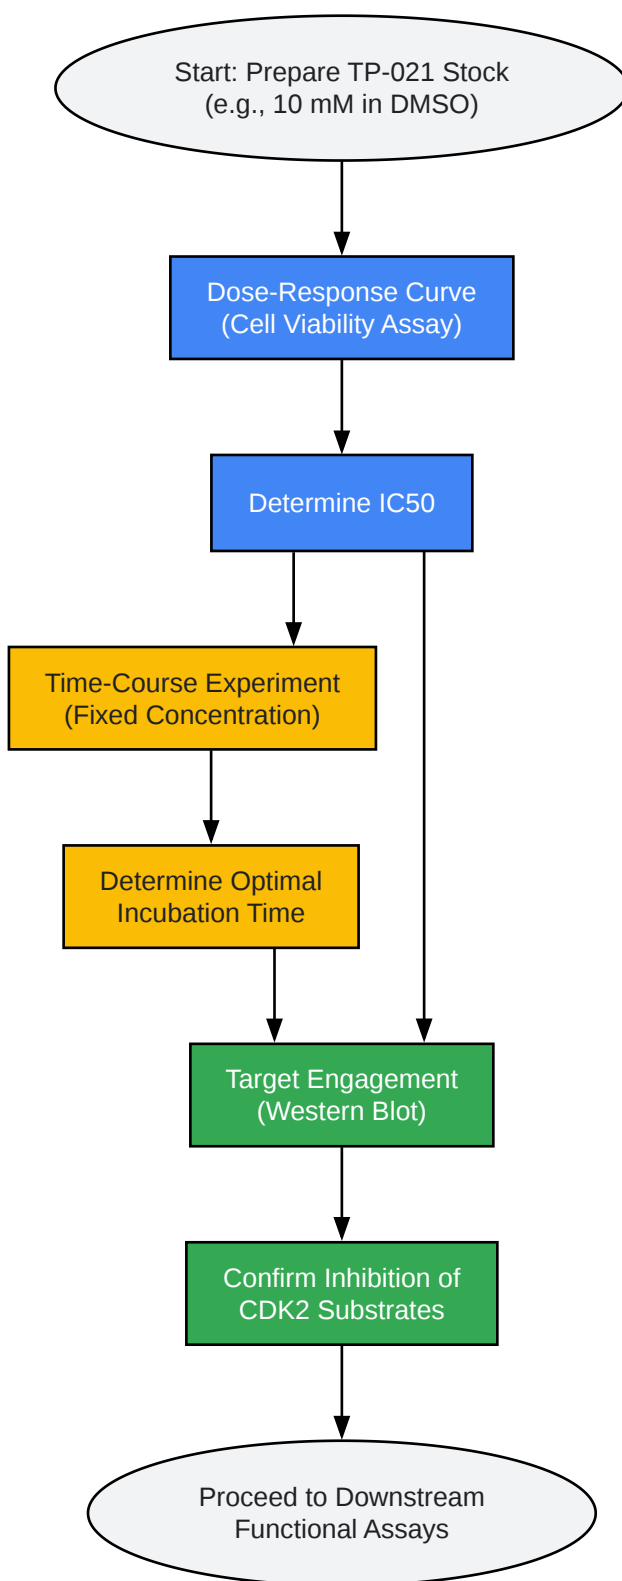 Start: Prepare TP-021 Stock
(e.g., 10 mM in DMSO)
Dose-Response Curve
(Cell Viability Assay)
Determine IC50
Time-Course Experiment
(Fixed Concentration)
Determine Optimal
Incubation Time
Target Engagement
(Western Blot)
Confirm Inhibition of
CDK2 Substrates
Proceed to Downstream
Functional Assays